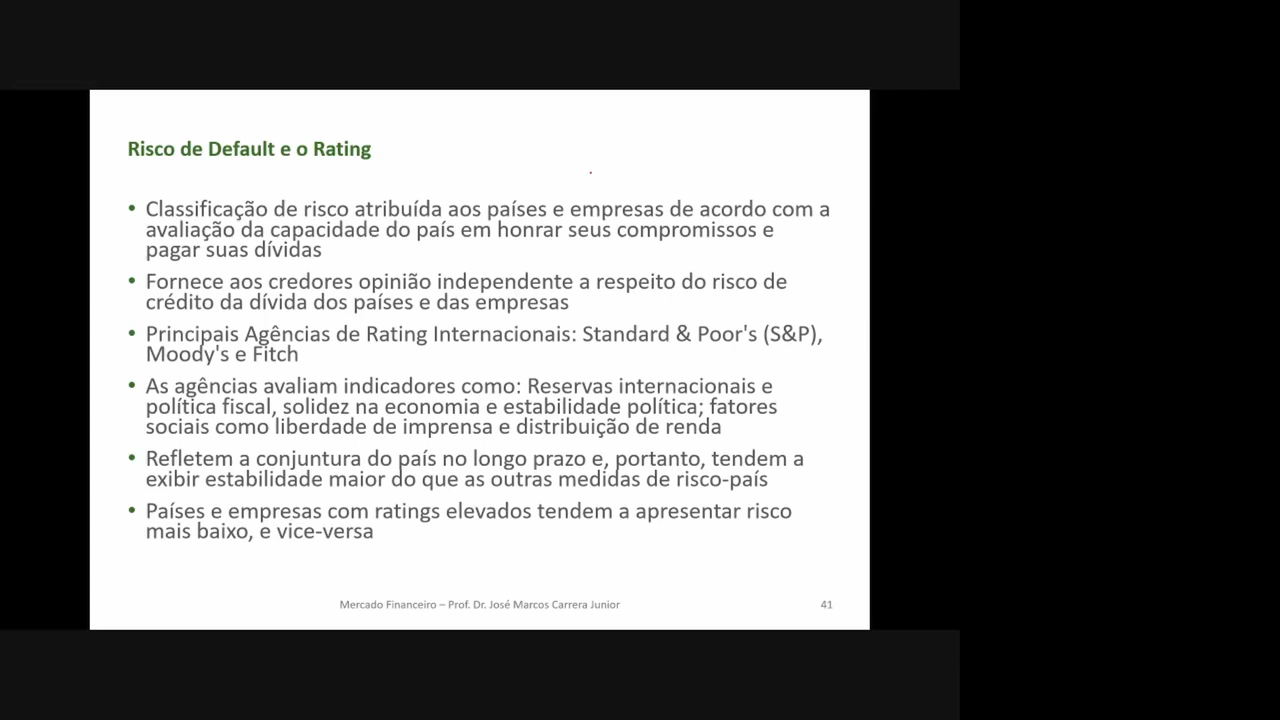 Risco de Default e o Rating
• Classificação de risco atribuída aos países e empresas de acordo com a
avaliação da capacidade do país em honrar seus compromissos e
pagar suas dívidas
• Fornece aos credores opinião independente a respeito do risco de
crédito da dívida dos países e das empresas
• Principais Agências de Rating Internacionais: Standard & Poor's (S&P),
Moody's e Fitch
• As agências avaliam indicadores como: Reservas internacionais e
política fiscal, solidez na economia e estabilidade política; fatores
sociais como liberdade de imprensa e distribuição de renda
• Refletem a conjuntura do país no longo prazo e, portanto, tendem a
exibir estabilidade maior do que as outras medidas de risco-país
• Países e empresas com ratings elevados tendem a apresentar risco
mais baixo, e vice-versa
Mercado Financeiro – Prof. Dr. José Marcos Carrera Junior
41